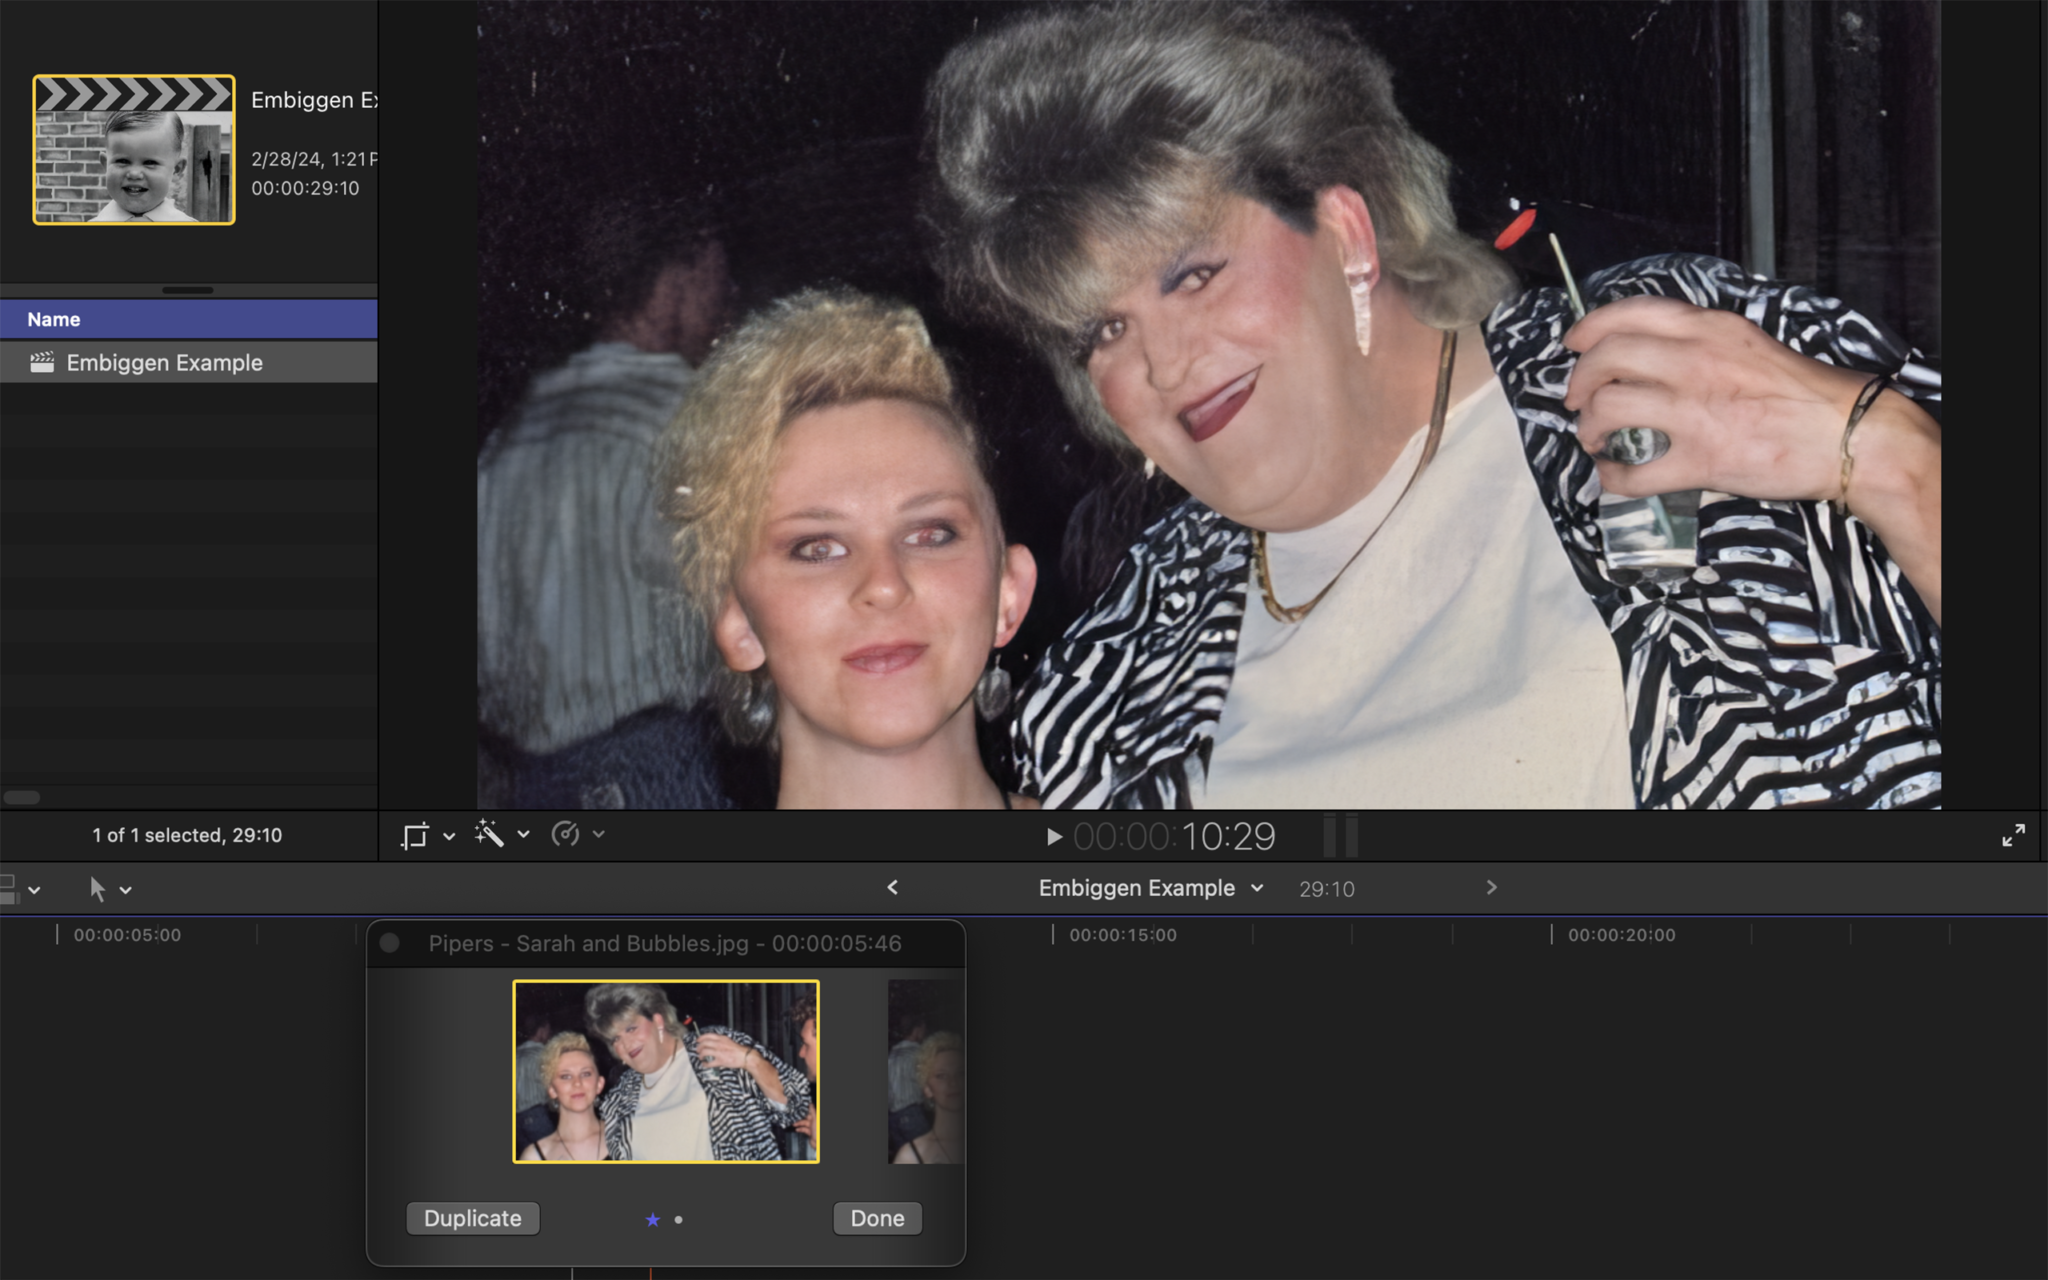 Embiggen Ex
2/28/24, 1:21 P
00:00:29:10
Name
Embiggen Example
1 of 1 selected, 29:10
00:00:10:29
Embiggen Example
29:10
00:00:05:00
00:00:15:00
00:00:20:00
Pipers - Sarah and Bubbles.jpg - 00:00:05:46
Duplicate
Done